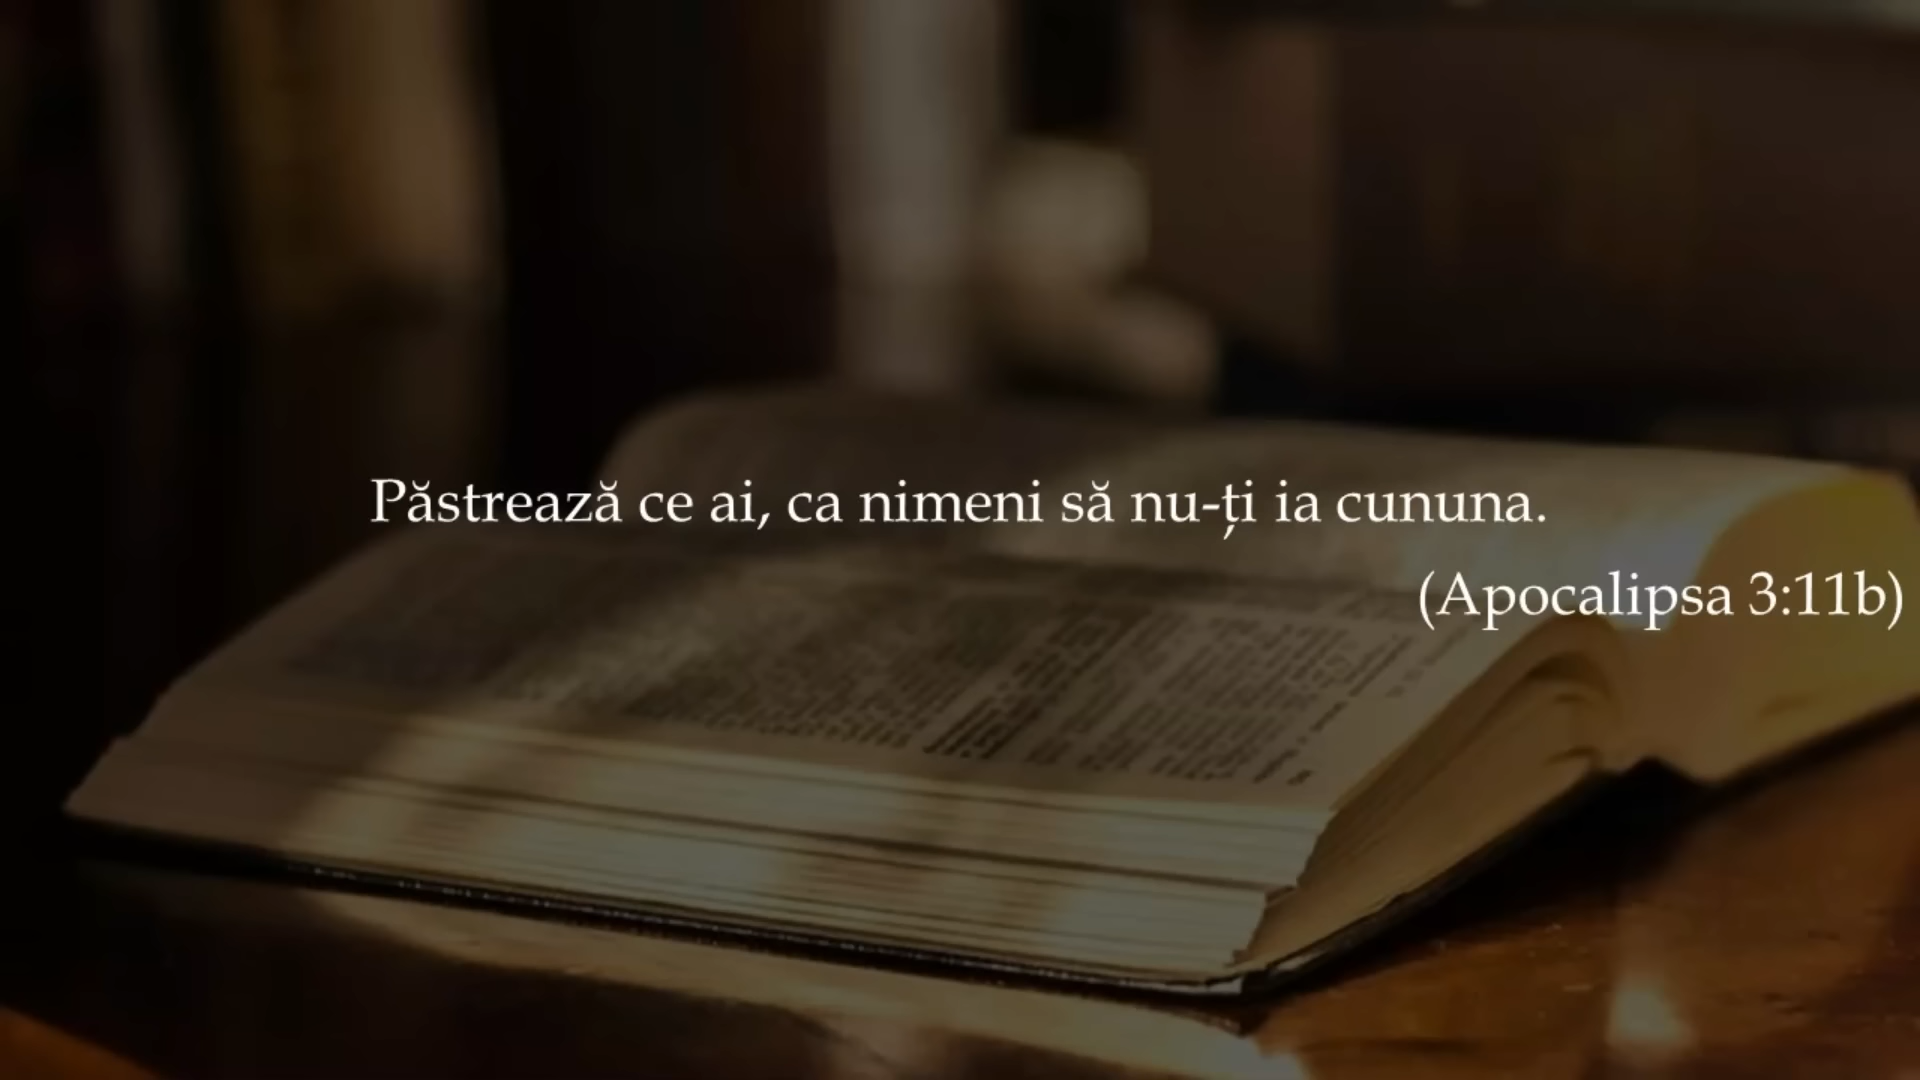 Păstrează ce ai, ca nimeni să nu-ți ia cununa.
(Apocalipsa 3:11b)